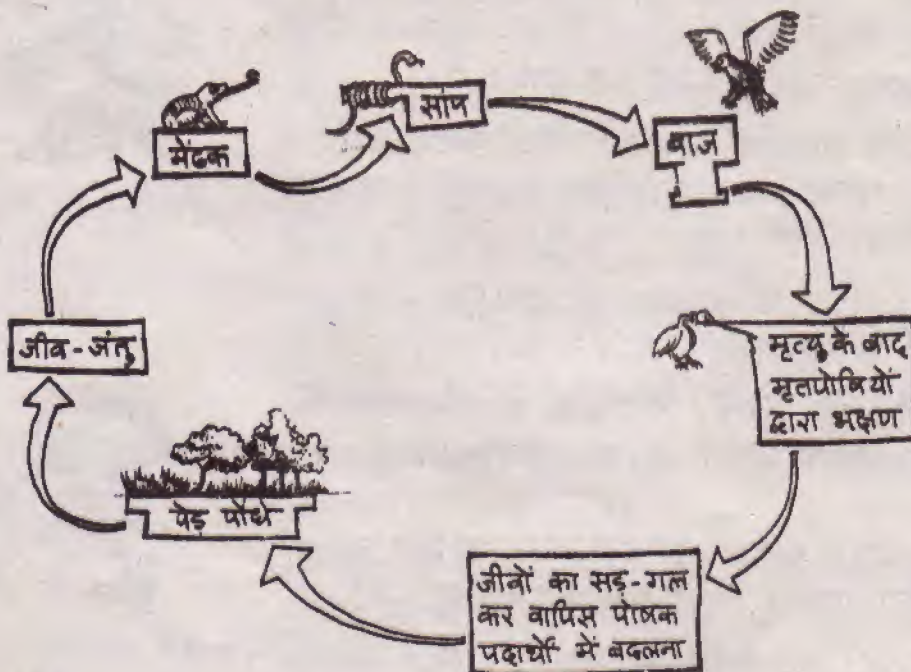 मेंढक
सांप
बाज
जीव-जंतु
मृत्यु के बाद
मृतपोषियों
द्वारा भक्षण
पेड़ पौधे
जीवों का सड़-गल
कर वापिस पोषक
पदार्थों में बदलना